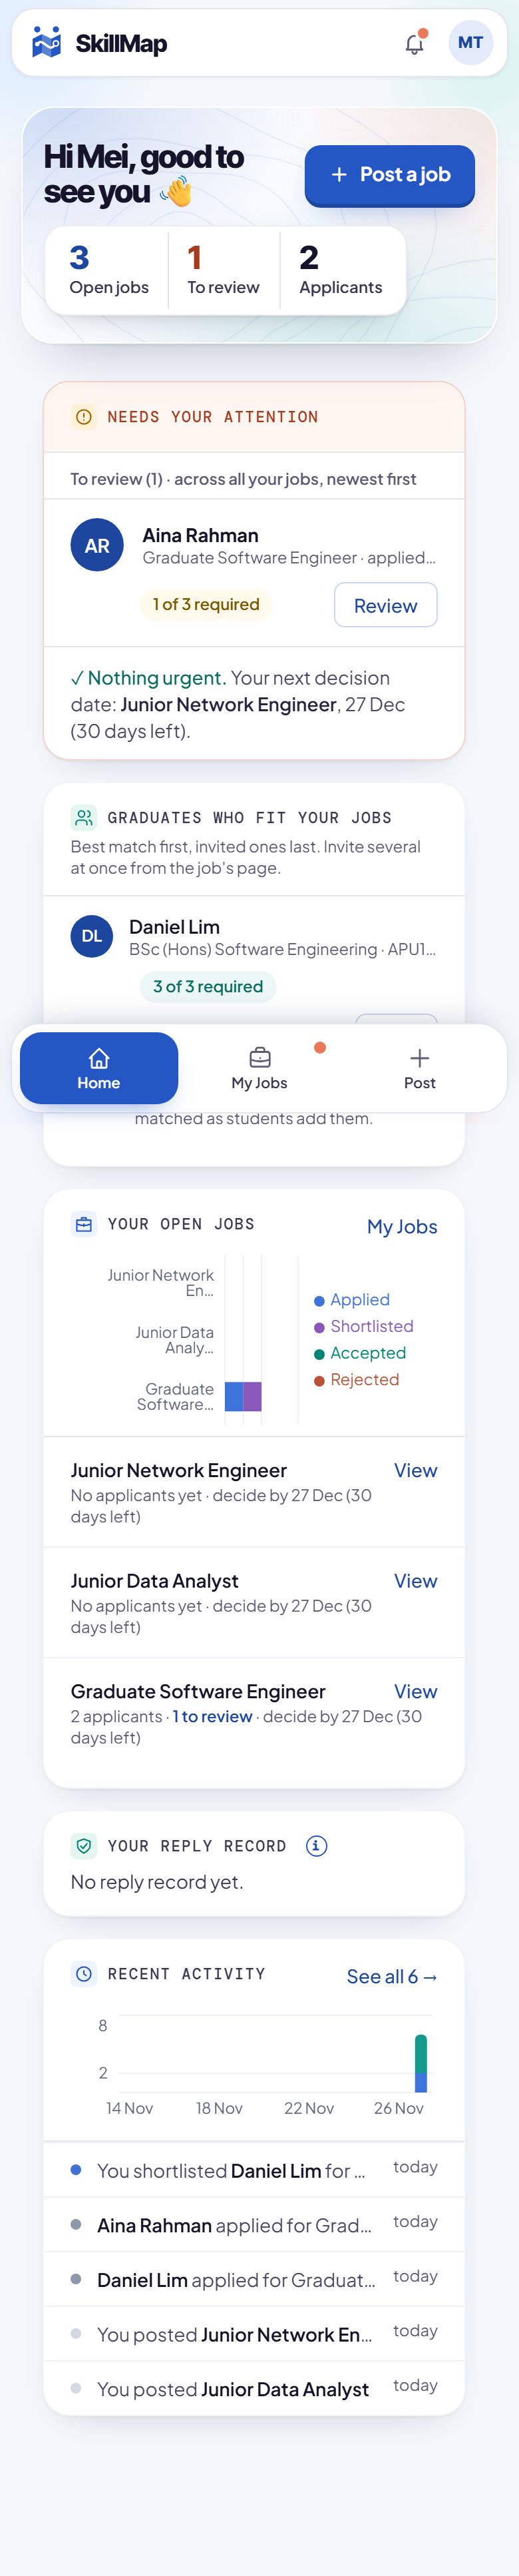 SkillMap
MT
Hi Mei, good to
see you 👋
+ Post a job
3
Open jobs
1
To review
2
Applicants
NEEDS YOUR ATTENTION
To review (1) · across all your jobs, newest first
AR
Aina Rahman
Graduate Software Engineer · applied...
1 of 3 required
Review
✓ Nothing urgent. Your next decision
date: Junior Network Engineer, 27 Dec
(30 days left).
GRADUATES WHO FIT YOUR JOBS
Best match first, invited ones last. Invite several
at once from the job's page.
DL
Daniel Lim
BSc (Hons) Software Engineering · APU1...
3 of 3 required
Home
My Jobs
Post
matched as students add them.
YOUR OPEN JOBS
My Jobs
Junior Network
En...
Junior Data
Analy...
Graduate
Software...
Applied
Shortlisted
Accepted
Rejected
Junior Network Engineer
View
No applicants yet · decide by 27 Dec (30
days left)
Junior Data Analyst
View
No applicants yet · decide by 27 Dec (30
days left)
Graduate Software Engineer
View
2 applicants · 1 to review · decide by 27 Dec (30
days left)
YOUR REPLY RECORD
No reply record yet.
RECENT ACTIVITY
See all 6 →
8
2
14 Nov
18 Nov
22 Nov
26 Nov
You shortlisted Daniel Lim for ...
today
Aina Rahman applied for Grad...
today
Daniel Lim applied for Graduat...
today
You posted Junior Network En...
today
You posted Junior Data Analyst
today